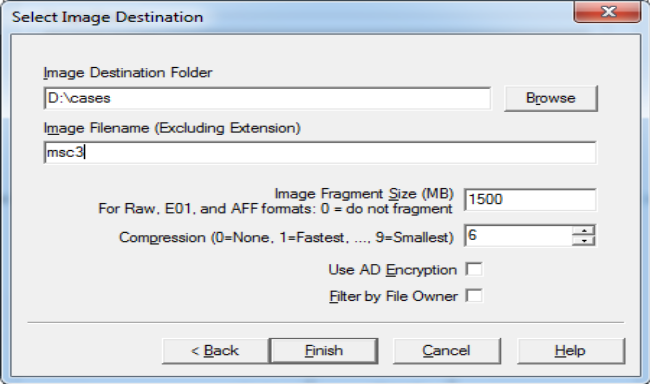 Select Image Destination
Image Destination Folder
D:\cases
Browse
Image Filename (Excluding Extension)
msc3
Image Fragment Size (MB)
For Raw, E01, and AFF formats: 0 = do not fragment
1500
Compression (0=None, 1=Fastest, ..., 9=Smallest)
6
Use AD Encryption
Filter by File Owner
< Back
Finish
Cancel
Help